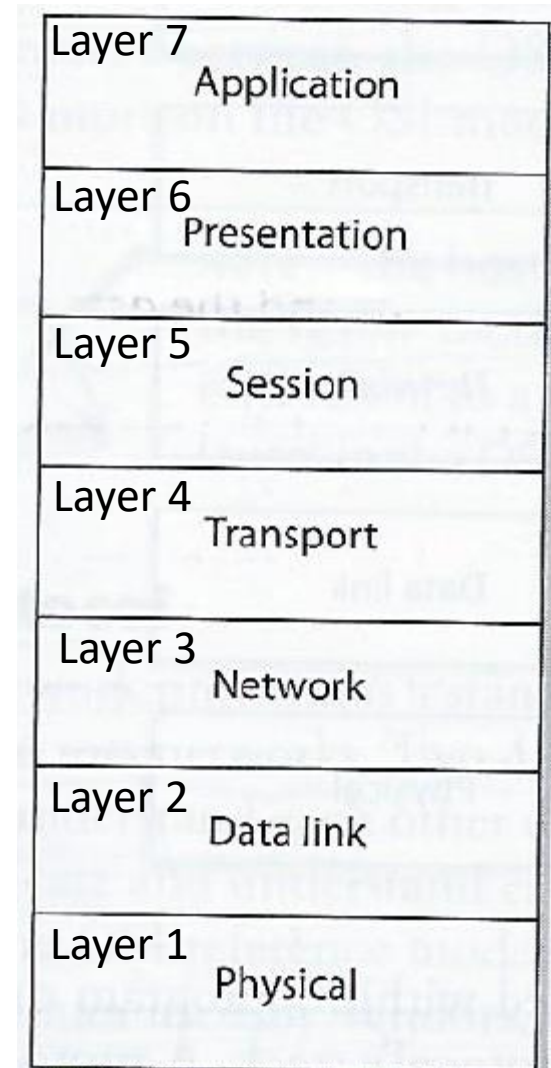 Layer 7
Application
Layer 6
Presentation
Layer 5
Session
Layer 4
Transport
Layer 3
Network
Layer 2
Data link
Layer 1
Physical